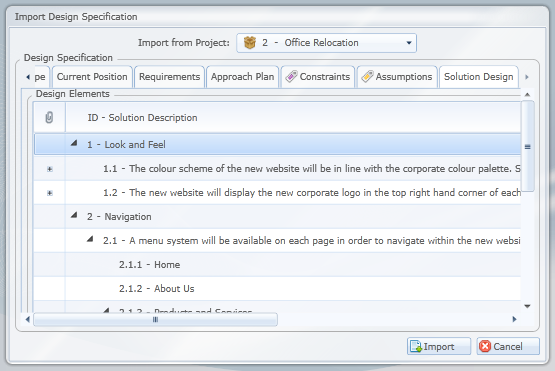 Import Design Specification
Import from Project: 2 - Office Relocation
Design Specification
pe Current Position Requirements Approach Plan Constraints Assumptions Solution Design
Design Elements
ID - Solution Description
1 - Look and Feel
1.1 - The colour scheme of the new website will be in line with the corporate colour palette. S
1.2 - The new website will display the new corporate logo in the top right hand corner of each
2 - Navigation
2.1 - A menu system will be available on each page in order to navigate within the new websi
2.1.1 - Home
2.1.2 - About Us
2.1.3 - Products and Services
Import Cancel